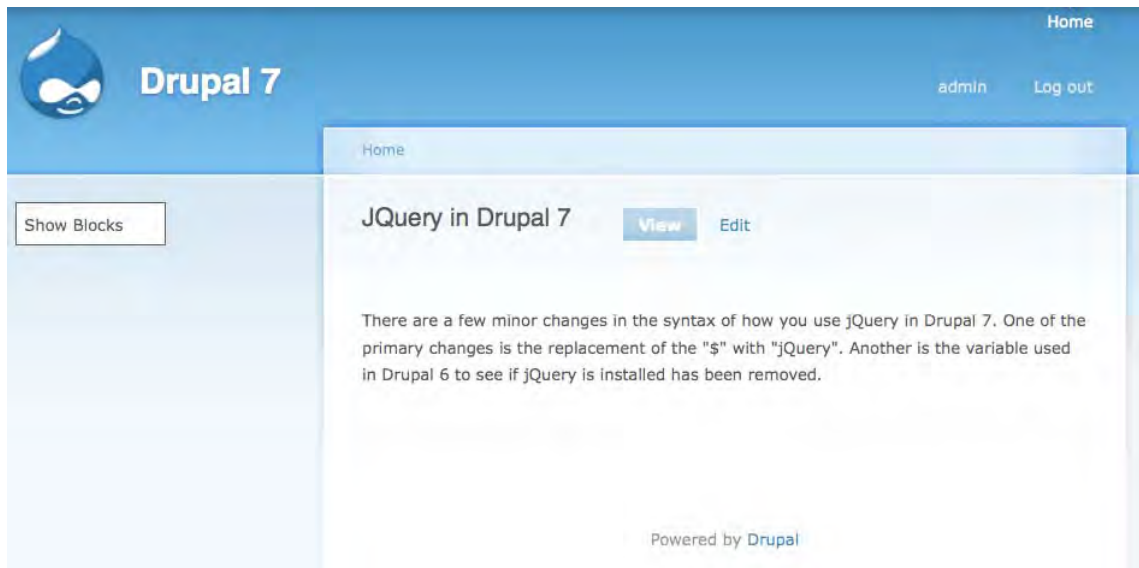 Home
Drupal 7
admin Log out
Home
Show Blocks
JQuery in Drupal 7 View Edit
There are a few minor changes in the syntax of how you use jQuery in Drupal 7. One of the
primary changes is the replacement of the "$" with "jQuery". Another is the variable used
in Drupal 6 to see if jQuery is installed has been removed.
Powered by Drupal